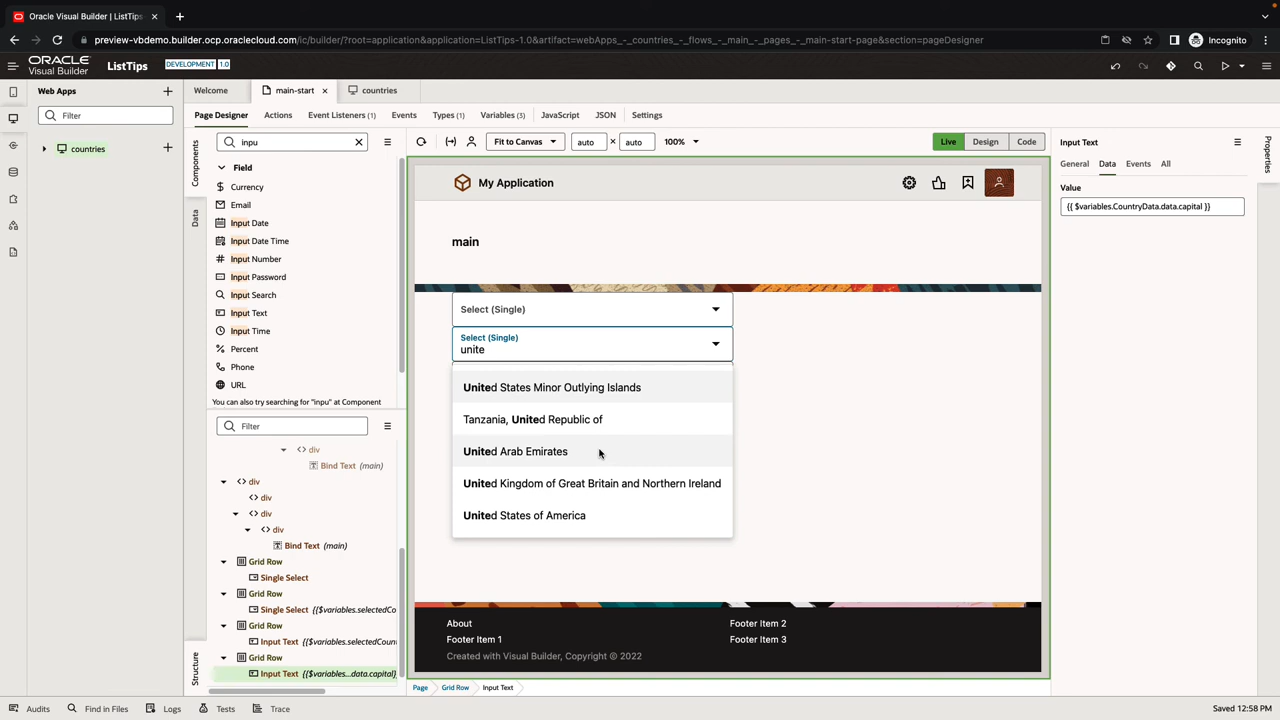 Oracle Visual Builder | ListTips
preview-vbdemo.builder.ocp.oraclecloud.com/ic/builder/?root=application&application=ListTips-1.0&artifact=webApps_-_countries_-_flows_-_main_-_pages_-_main-start-page&section=pageDesigner
Incognito
ORACLE
Visual Builder
ListTips
DEVELOPMENT 1.0
Web Apps
Filter
countries
Welcome
main-start
countries
Page Designer
Actions
Event Listeners (1)
Events
Types (1)
Variables (3)
JavaScript
JSON
Settings
Components
Data
inpu
Field
Currency
Email
Input Date
Input Date Time
Input Number
Input Password
Input Search
Input Text
Input Time
Percent
Phone
URL
You can also try searching for "inpu" at Component
Structure
Filter
<> div
Bind Text (main)
<> div
<> div
<> div
<> div
Bind Text (main)
Grid Row
Single Select
Grid Row
Single Select {{$variables.selectedCo
Grid Row
Input Text {{$variables.selectedCoun
Grid Row
Input Text {{$variables...data.capital}
Fit to Canvas
auto × auto
100%
Live
Design
Code
My Application
main
Select (Single)
Select (Single)
unite
United States Minor Outlying Islands
Tanzania, United Republic of
United Arab Emirates
United Kingdom of Great Britain and Northern Ireland
United States of America
About
Footer Item 2
Footer Item 1
Footer Item 3
Created with Visual Builder, Copyright © 2022
Page
Grid Row
Input Text
Input Text
General
Data
Events
All
Value
{{ $variables.CountryData.data.capital }}
Properties
Audits
Find in Files
Logs
Tests
Trace
Saved 12:58 PM